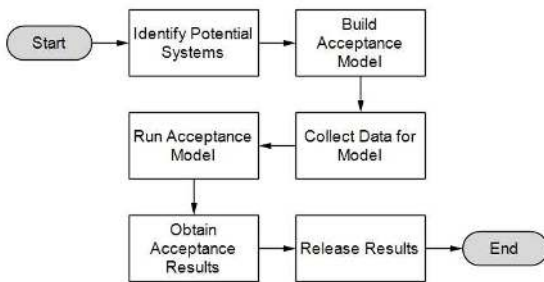 Start
Identify Potential
Systems
Build
Acceptance
Model
Run Acceptance
Model
Collect Data for
Model
Obtain
Acceptance
Results
Release Results
End